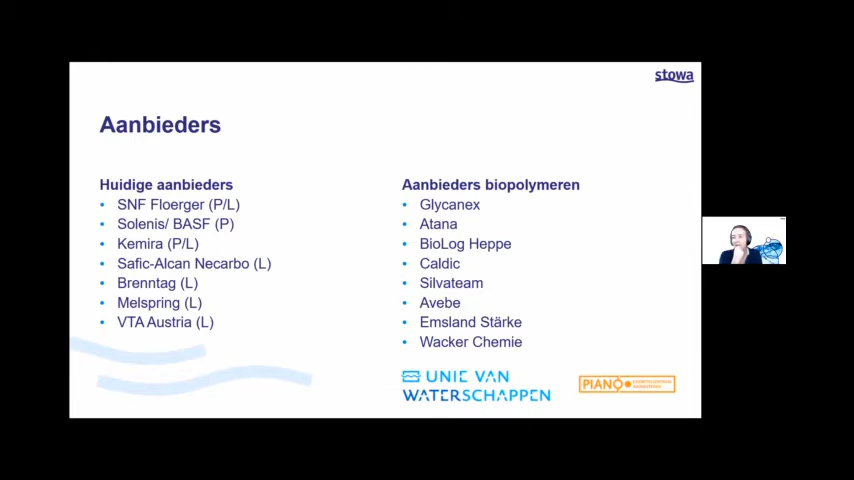 stowa
Aanbieders
Huidige aanbieders
• SNF Floerger (P/L)
• Solenis/ BASF (P)
• Kemira (P/L)
• Safic-Alcan Necarbo (L)
• Brenntag (L)
• Melspring (L)
• VTA Austria (L)
Aanbieders biopolymeren
• Glycanex
• Atana
• BioLog Heppe
• Caldic
• Silvateam
• Avebe
• Emsland Stärke
• Wacker Chemie
UNIE VAN
WATERSCHAPPEN
PIANO